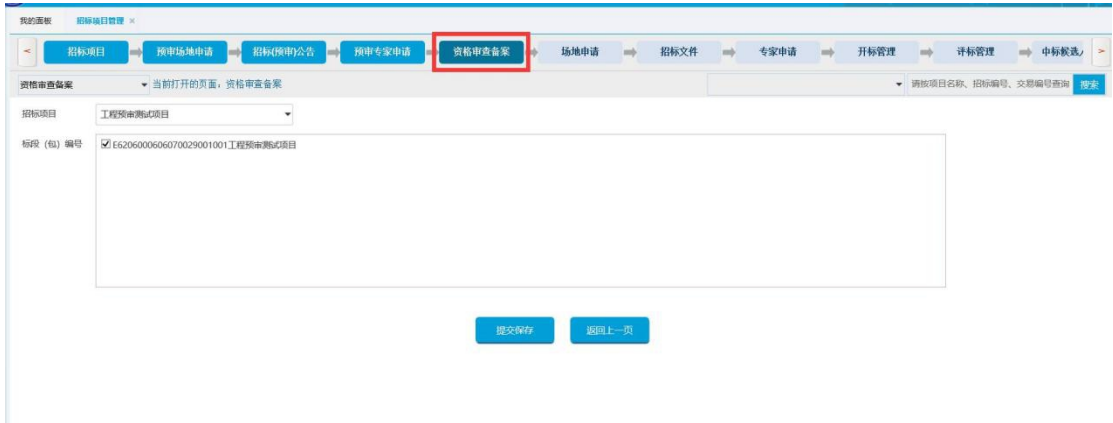 我的面板 招标项目管理 ×
< 招标项目 预审场地申请 招标(预审)公告 预审专家申请 资格审查备案 场地申请 招标文件 专家申请 开标管理 评标管理 中标候选 >
资格审查备案 当前打开的页面，资格审查备案 请按项目名称、招标编号、交易编号查询 搜索
招标项目 工程预审测试项目
标段（包）编号 E6206000606070029001001工程预审测试项目
提交保存 返回上一页